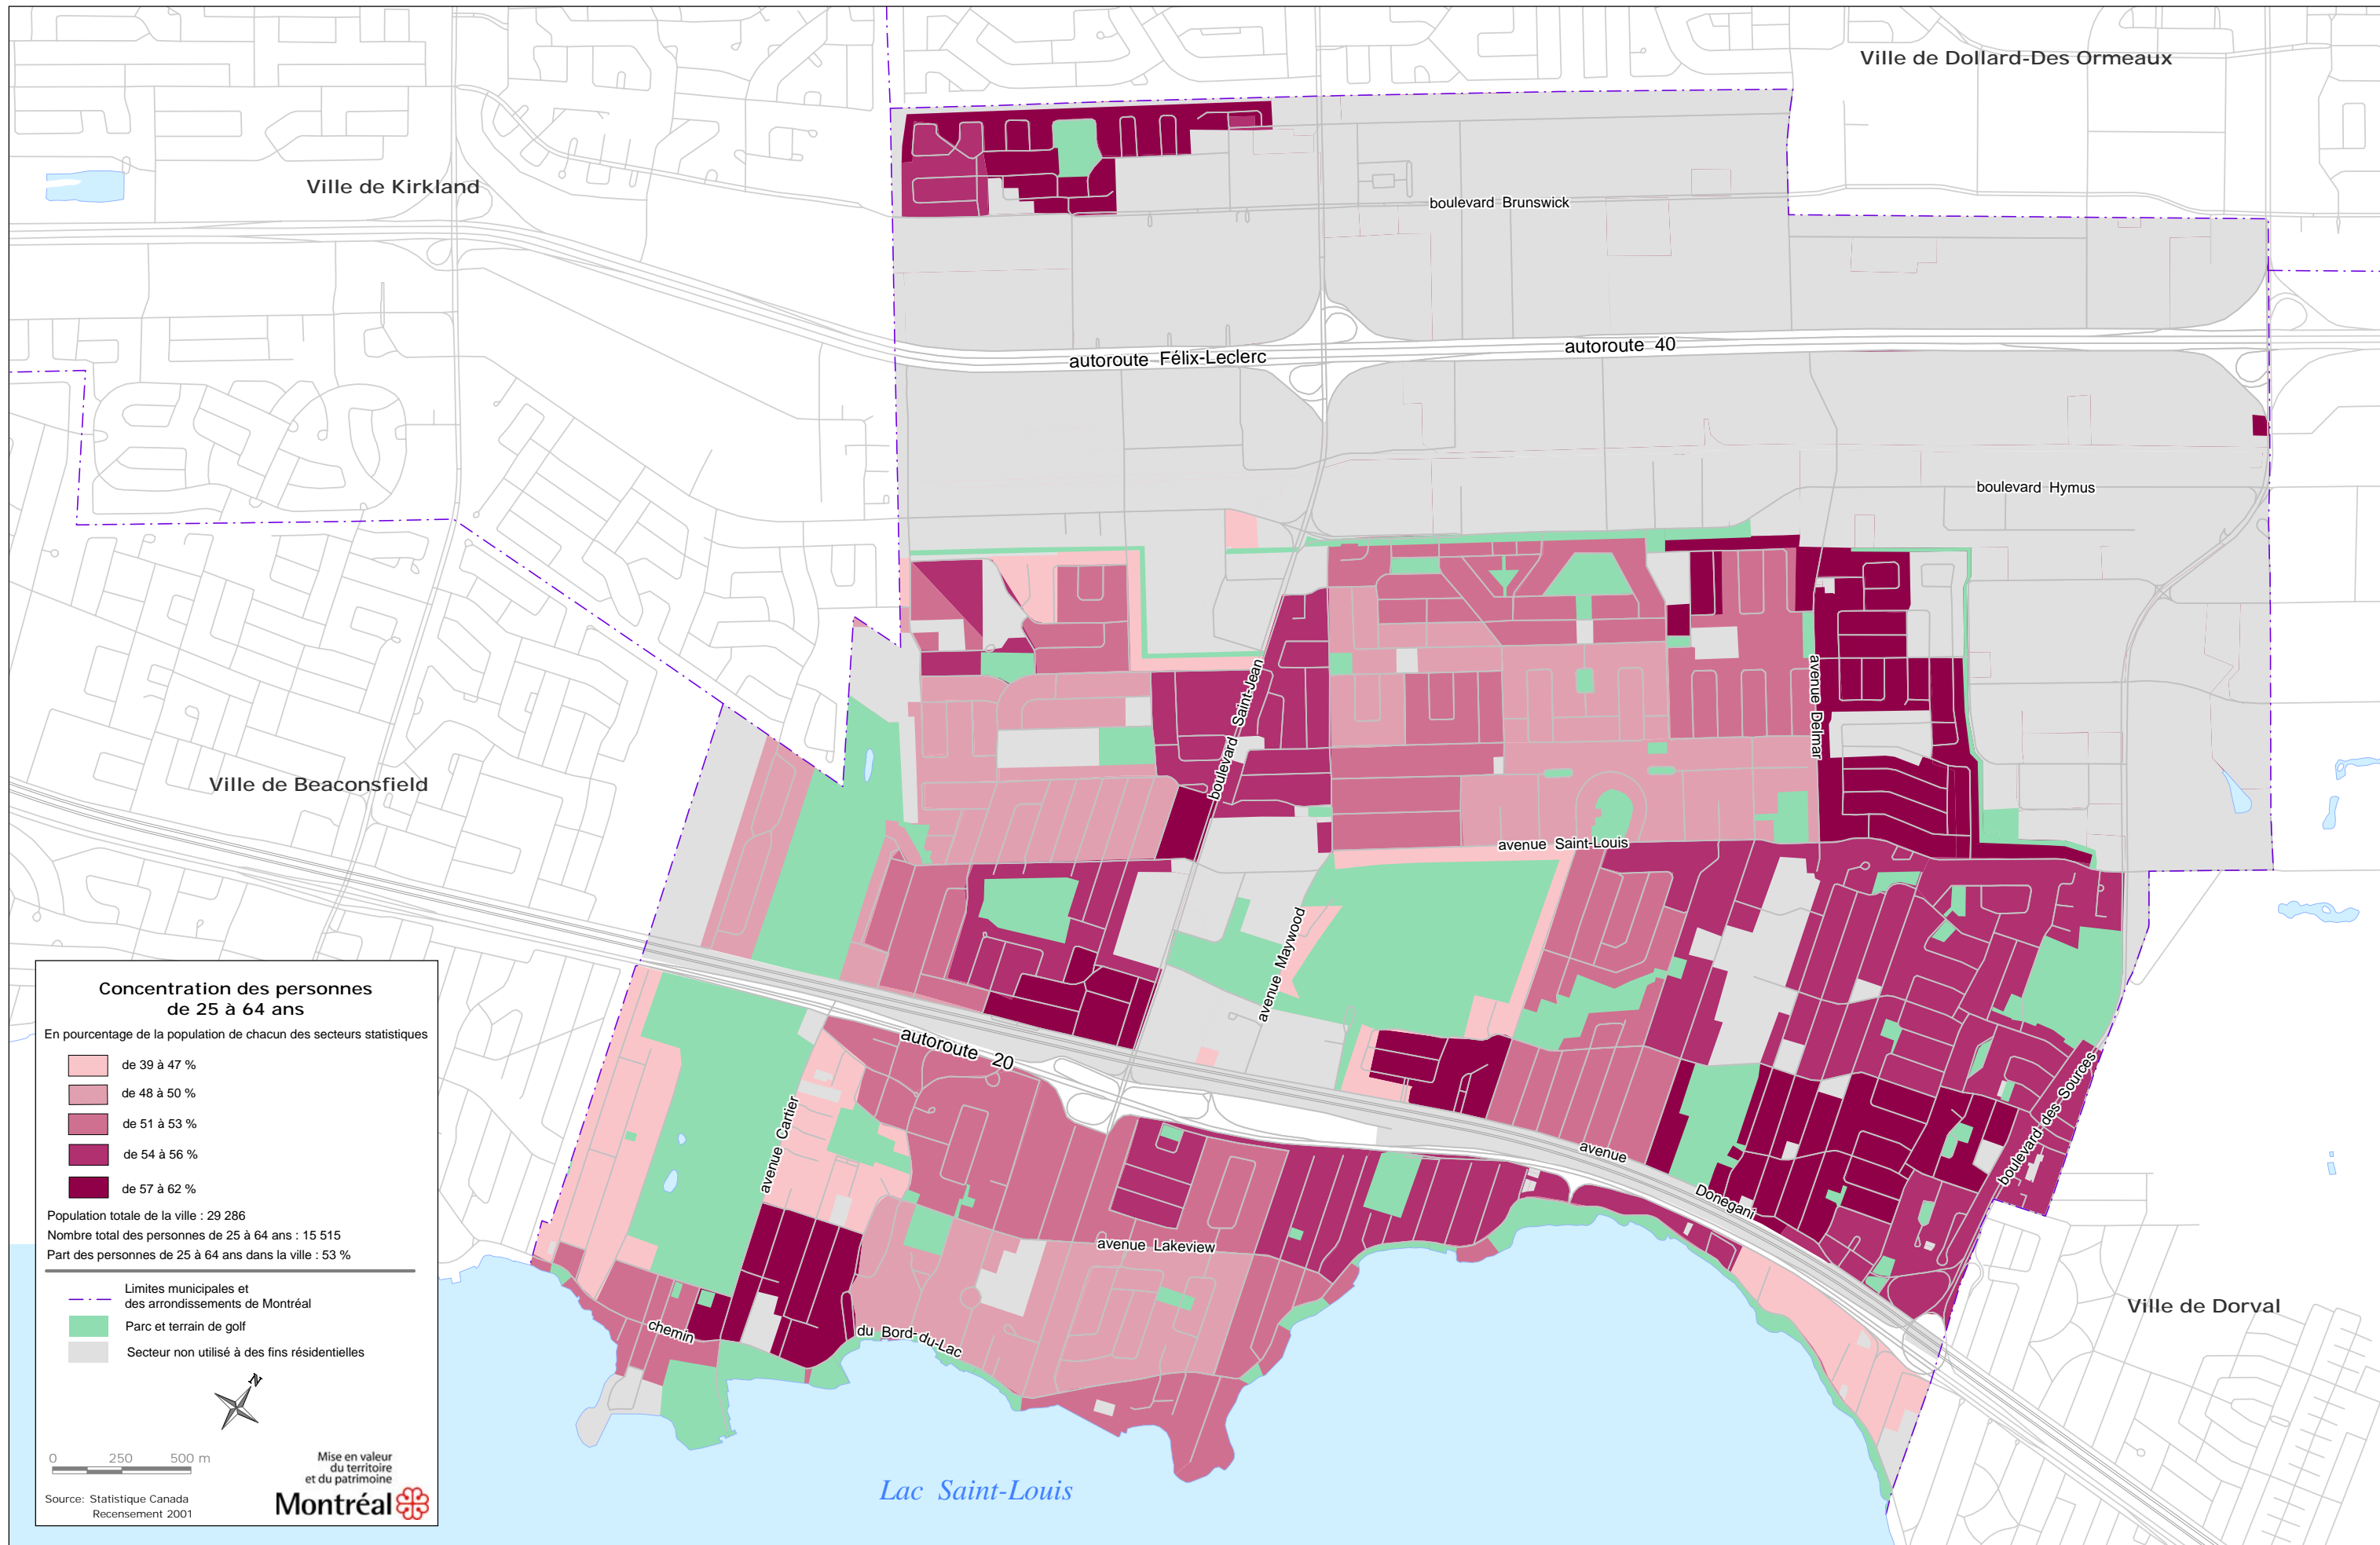 Ville de Dollard-Des Ormeaux
Ville de Kirkland
boulevard Brunswick
autoroute Félix-Leclerc
autoroute 40
boulevard Hymus
boulevard Saint-Jean
avenue Delmar
Ville de Beaconsfield
avenue Saint-Louis
avenue Maywood
autoroute 20
avenue Cartier
avenue Donegani
boulevard des Sources
avenue Lakeview
chemin du Bord-du-Lac
Ville de Dorval
Lac Saint-Louis
Concentration des personnes
de 25 à 64 ans
En pourcentage de la population de chacun des secteurs statistiques
de 39 à 47 %
de 48 à 50 %
de 51 à 53 %
de 54 à 56 %
de 57 à 62 %
Population totale de la ville : 29 286
Nombre total des personnes de 25 à 64 ans : 15 515
Part des personnes de 25 à 64 ans dans la ville : 53 %
Limites municipales et
des arrondissements de Montréal
Parc et terrain de golf
Secteur non utilisé à des fins résidentielles
N
0 250 500 m
Mise en valeur
du territoire
et du patrimoine
Montréal
Source: Statistique Canada
Recensement 2001